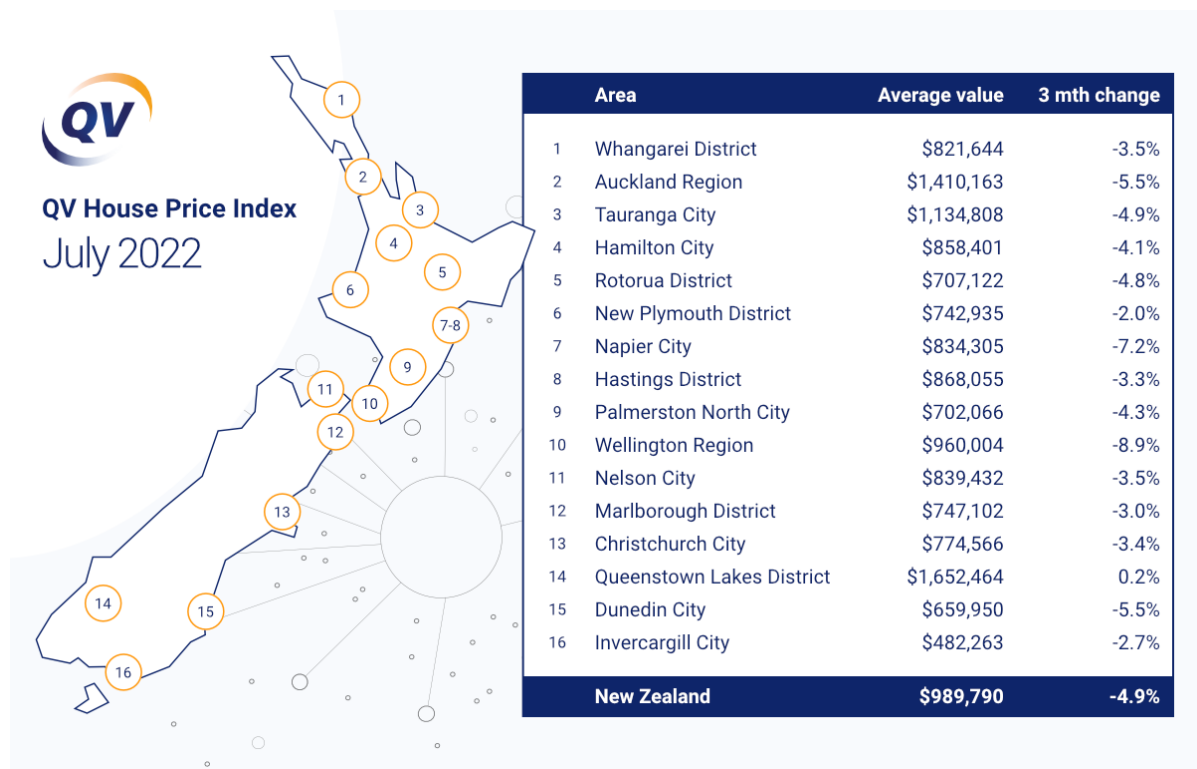 QV
QV House Price Index
July 2022
1
2
3
4
5
6
7-8
9
10
11
12
13
14
15
16
Area Average value 3 mth change
1 Whangarei District $821,644 -3.5%
2 Auckland Region $1,410,163 -5.5%
3 Tauranga City $1,134,808 -4.9%
4 Hamilton City $858,401 -4.1%
5 Rotorua District $707,122 -4.8%
6 New Plymouth District $742,935 -2.0%
7 Napier City $834,305 -7.2%
8 Hastings District $868,055 -3.3%
9 Palmerston North City $702,066 -4.3%
10 Wellington Region $960,004 -8.9%
11 Nelson City $839,432 -3.5%
12 Marlborough District $747,102 -3.0%
13 Christchurch City $774,566 -3.4%
14 Queenstown Lakes District $1,652,464 0.2%
15 Dunedin City $659,950 -5.5%
16 Invercargill City $482,263 -2.7%
New Zealand $989,790 -4.9%